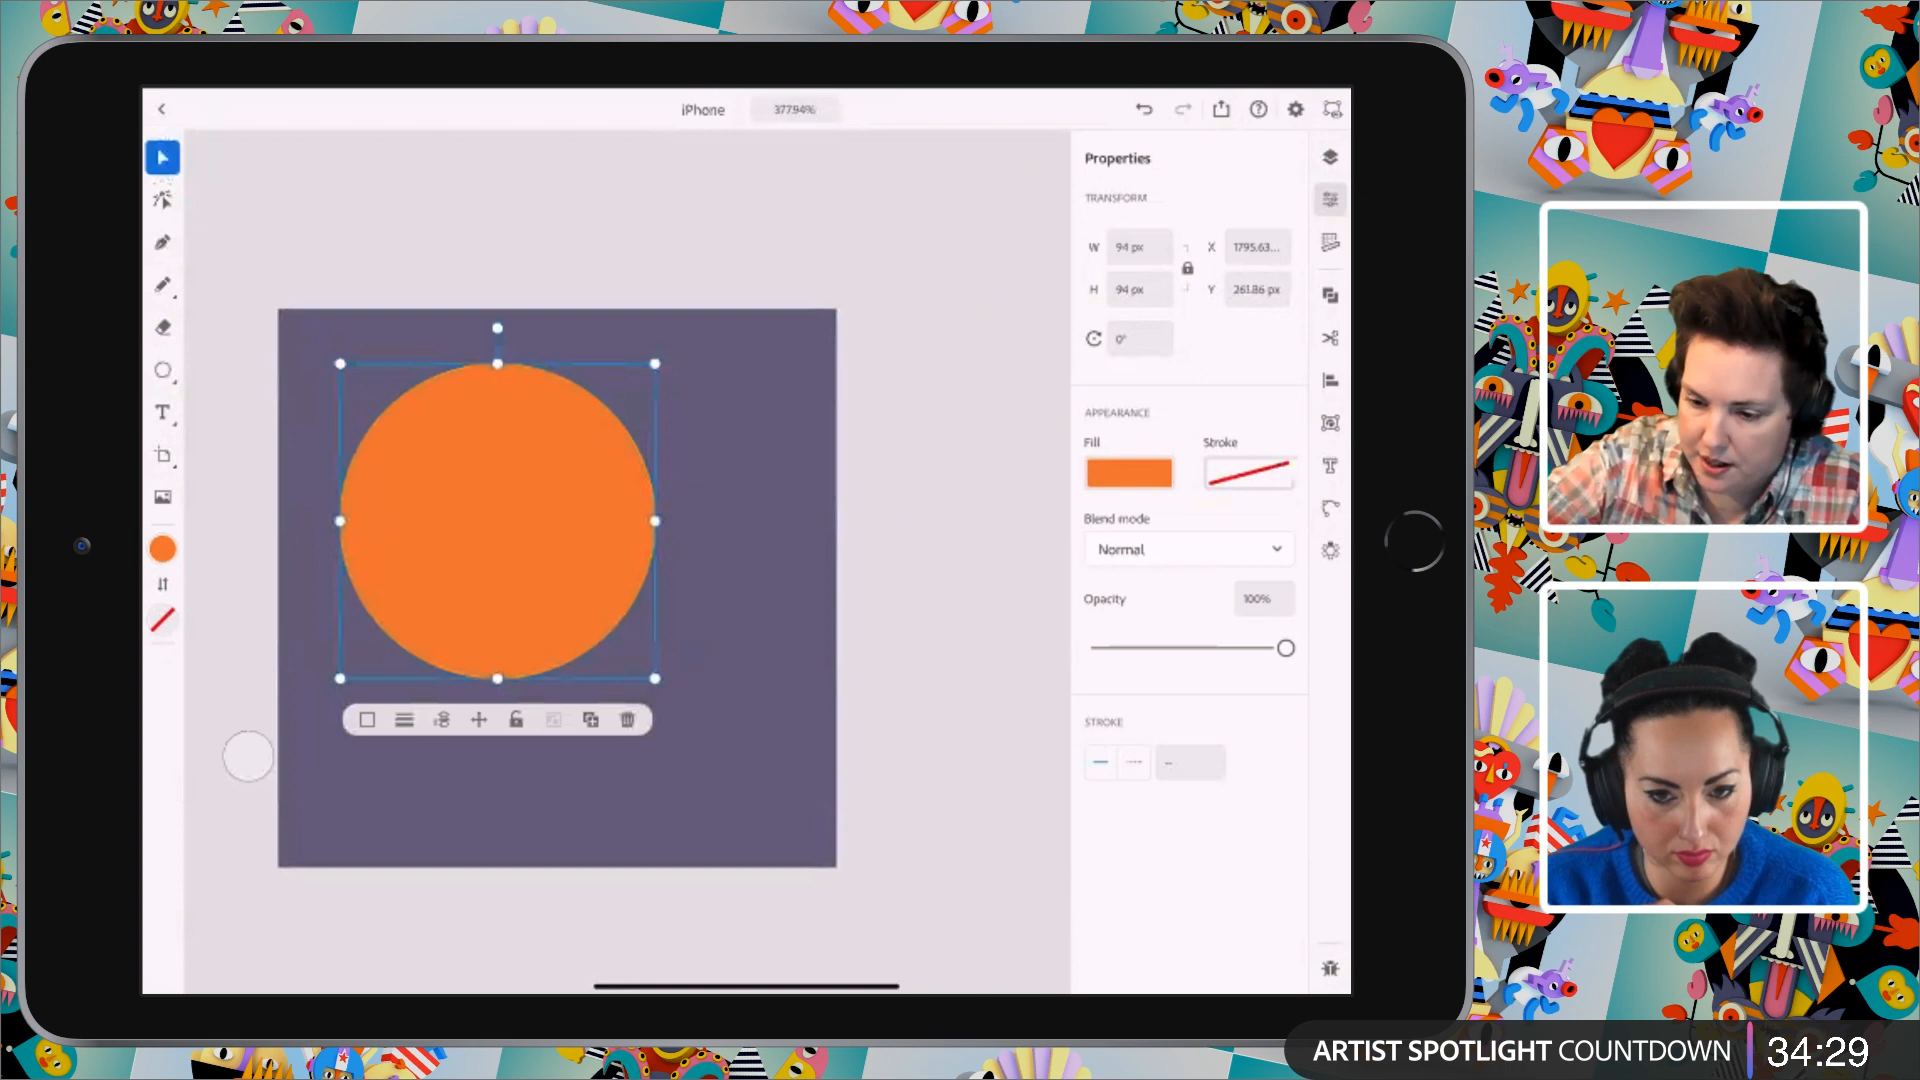 iPhone 377.94%
Properties
TRANSFORM
W 94 px X 1795.63...
H 94 px Y 261.86 px
0°
APPEARANCE
Fill Stroke
Blend mode
Normal
Opacity 100%
STROKE
--
ARTIST SPOTLIGHT COUNTDOWN 34:29